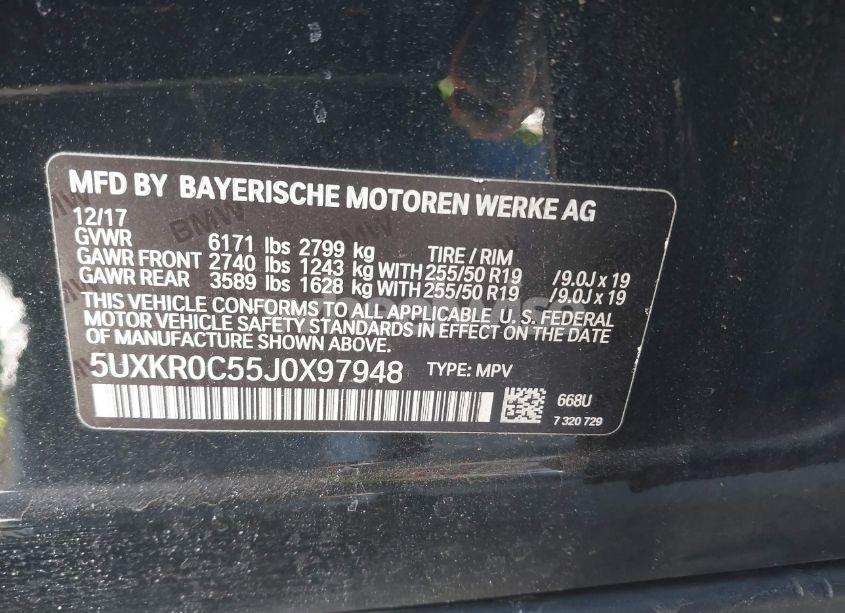 MFD BY BAYERISCHE MOTOREN WERKE AG
12/17
GVWR 6171 lbs 2799 kg TIRE / RIM
GAWR FRONT 2740 lbs 1243 kg WITH 255/50 R19 /9.0J x 19
GAWR REAR 3589 lbs 1628 kg WITH 255/50 R19 /9.0J x 19
THIS VEHICLE CONFORMS TO ALL APPLICABLE U. S. FEDERAL
MOTOR VEHICLE SAFETY STANDARDS IN EFFECT ON THE DATE
OF MANUFACTURE SHOWN ABOVE.
5UXKR0C55J0X97948 TYPE: MPV
668U
7 320 729